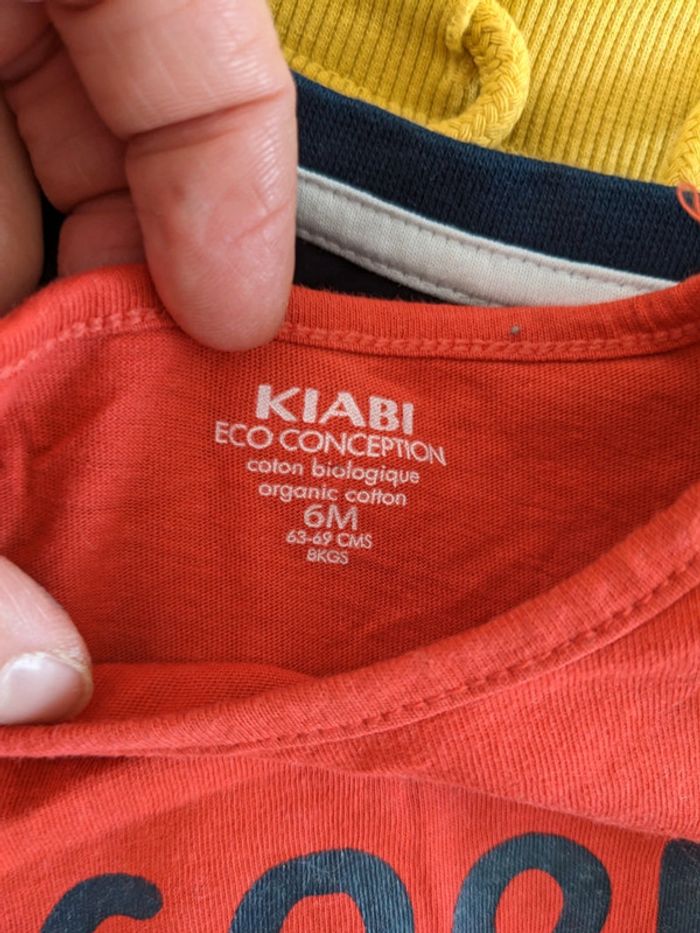 KIABI
ECO CONCEPTION
coton biologique
organic cotton
6M
63-69 CMS
8KGS